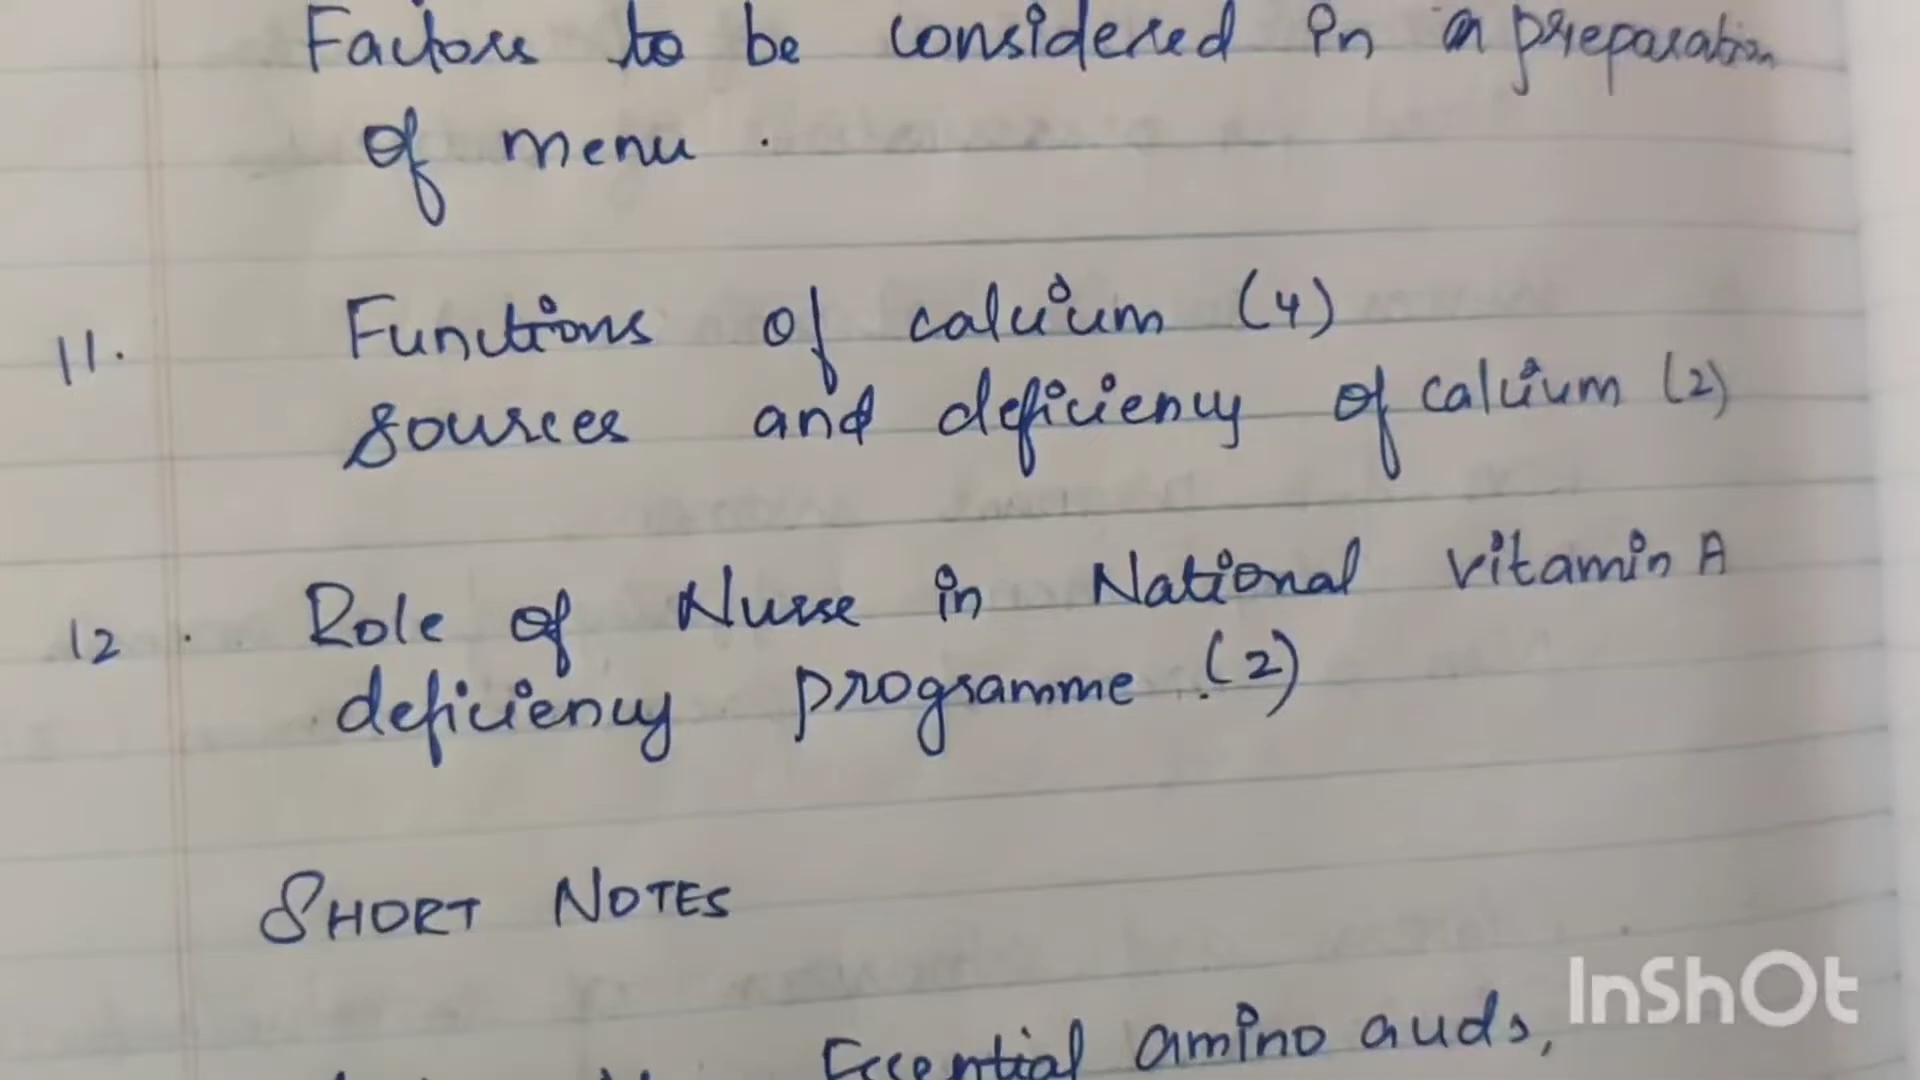 Factors to be considered in a preparation
of menu .
11. Functions of calcium (4)
sources and deficiency of calcium (2)
12. Role of Nurse in National vitamin A
deficiency programme. (2)
SHORT NOTES
Essential amino acids,
InShOt